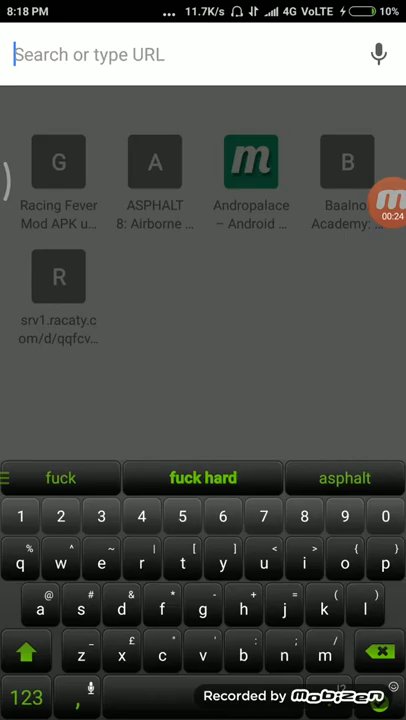 8:18 PM ... 11.7K/s 4G VoLTE 10%
Search or type URL
G A m B
Racing Fever Mod APK u...
ASPHALT 8: Airborne ...
Andropalace – Android ...
Academy: ...
00:24
R
srv1.racaty.c
om/d/qqfcv...
fuck fuck hard asphalt
1 2 3 4 5 6 7 8 9 0
% ^ ~ | [ ] < > { }
q w e r t y u i o p
@ # & * - + = ( )
a s d f g h j k l
_ £ " ' : ; /
z x c v b n m
123 , Recorded by mobizen